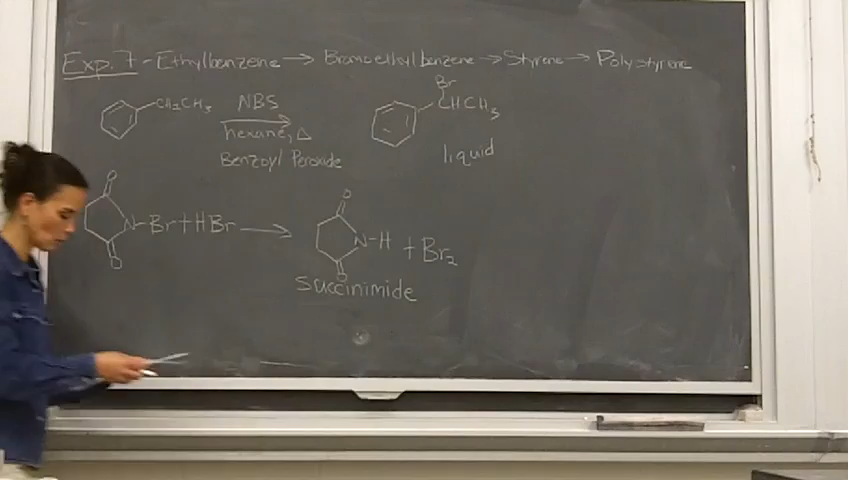 Exp. 7 - Ethylbenzene → Bromoethylbenzene → Styrene → Polystyrene
CH₂CH₃ NBS Br
hexane, Δ CHCH₃
Benzoyl Peroxide liquid
O O
N-Br + HBr → N-H + Br₂
O O
succinimide